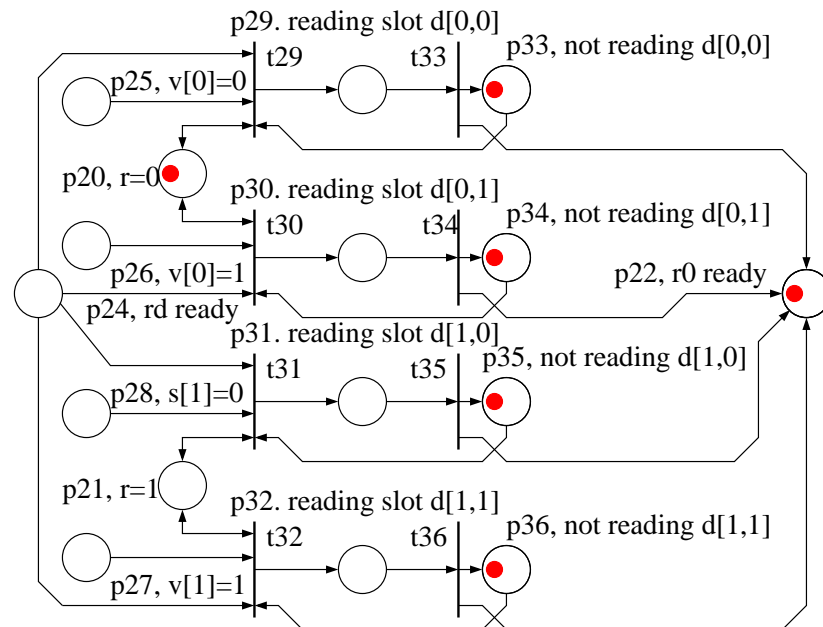 p29. reading slot d[0,0]
t29
t33
p33, not reading d[0,0]
p25, v[0]=0
p20, r=0
p30. reading slot d[0,1]
t30
t34
p34, not reading d[0,1]
p26, v[0]=1
p22, r0 ready
p24, rd ready
p31. reading slot d[1,0]
t31
t35
p35, not reading d[1,0]
p28, s[1]=0
p21, r=1
p32. reading slot d[1,1]
t32
t36
p36, not reading d[1,1]
p27, v[1]=1